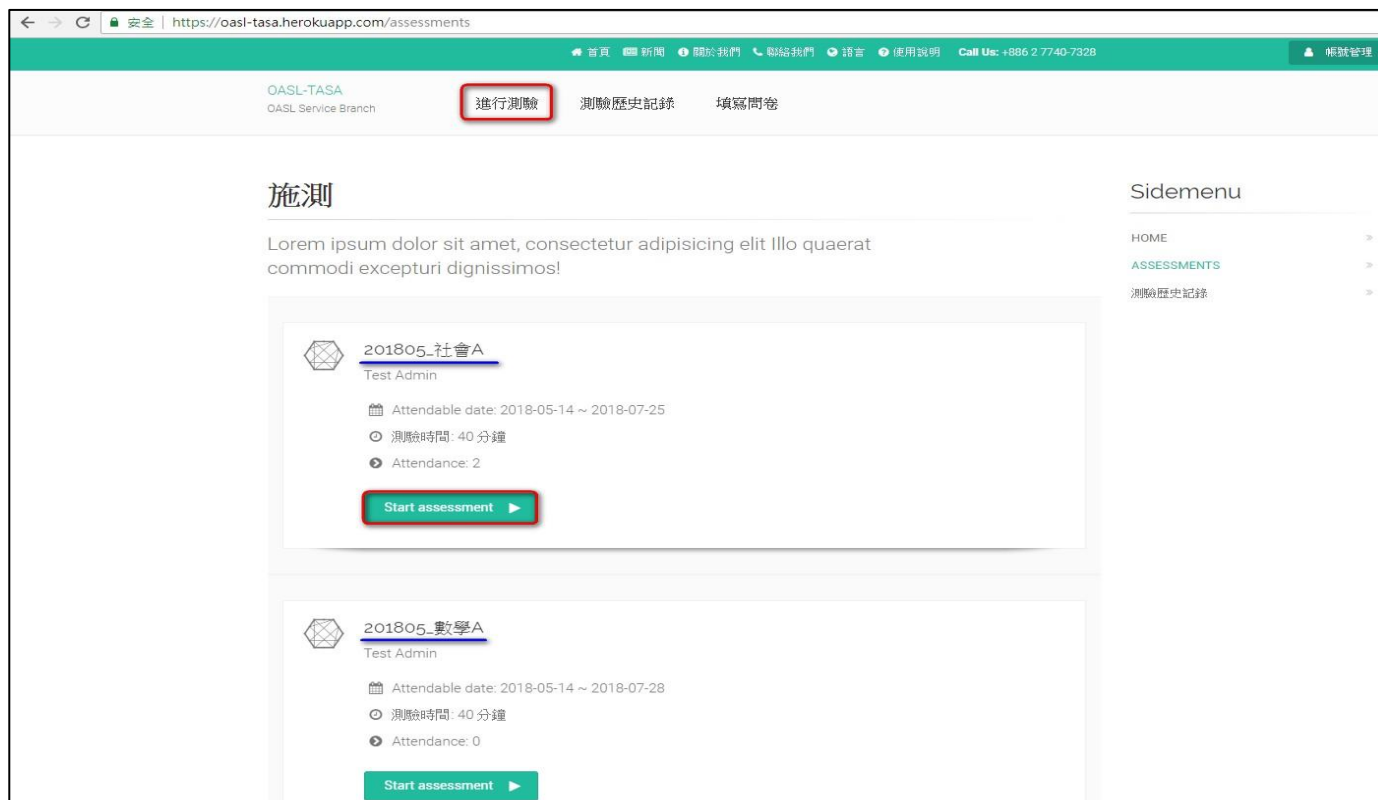 安全 | https://oasl-tasa.herokuapp.com/assessments
首頁 新聞 關於我們 聯絡我們 語言 使用說明 Call Us: +886 2 7740-7328 帳號管理
OASL-TASA
OASL Service Branch
進行測驗 測驗歷史記錄 填寫問卷
施測
Lorem ipsum dolor sit amet, consectetur adipisicing elit Illo quaerat
commodi excepturi dignissimos!
201805_社會A
Test Admin
Attendable date: 2018-05-14 ~ 2018-07-25
測驗時間: 40 分鐘
Attendance: 2
Start assessment
201805_數學A
Test Admin
Attendable date: 2018-05-14 ~ 2018-07-28
測驗時間: 40 分鐘
Attendance: 0
Start assessment
Sidemenu
HOME
ASSESSMENTS
測驗歷史記錄